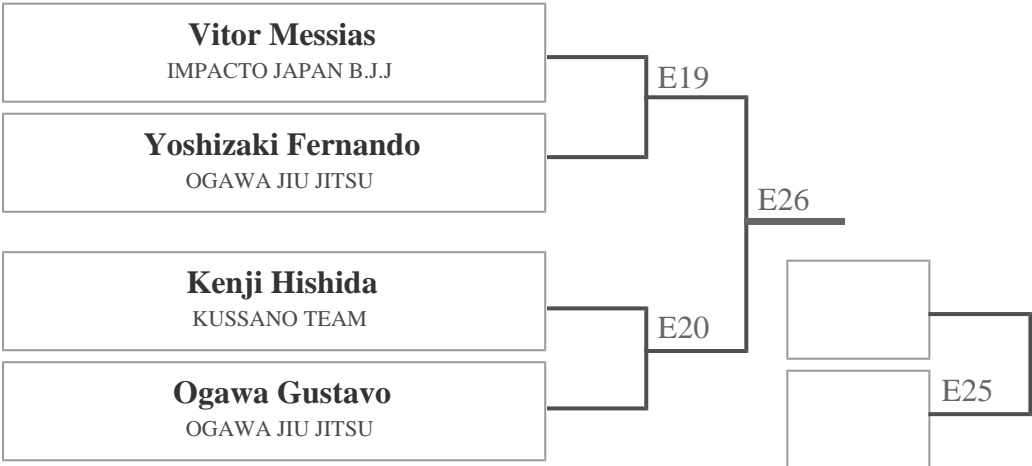 Vitor Messias
IMPACTO JAPAN B.J.J
E19
Yoshizaki Fernando
OGAWA JIU JITSU
E26
Kenji Hishida
KUSSANO TEAM
E20
Ogawa Gustavo
OGAWA JIU JITSU
E25